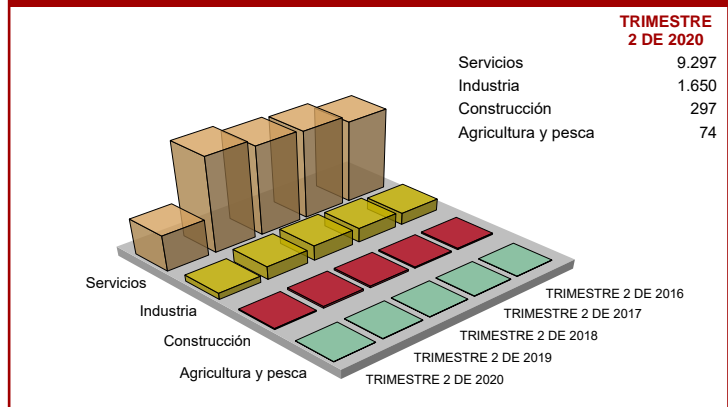 TRIMESTRE
2 DE 2020
Servicios 9.297
Industria 1.650
Construcción 297
Agricultura y pesca 74
Servicios
Industria
Construcción
Agricultura y pesca
TRIMESTRE 2 DE 2016
TRIMESTRE 2 DE 2017
TRIMESTRE 2 DE 2018
TRIMESTRE 2 DE 2019
TRIMESTRE 2 DE 2020